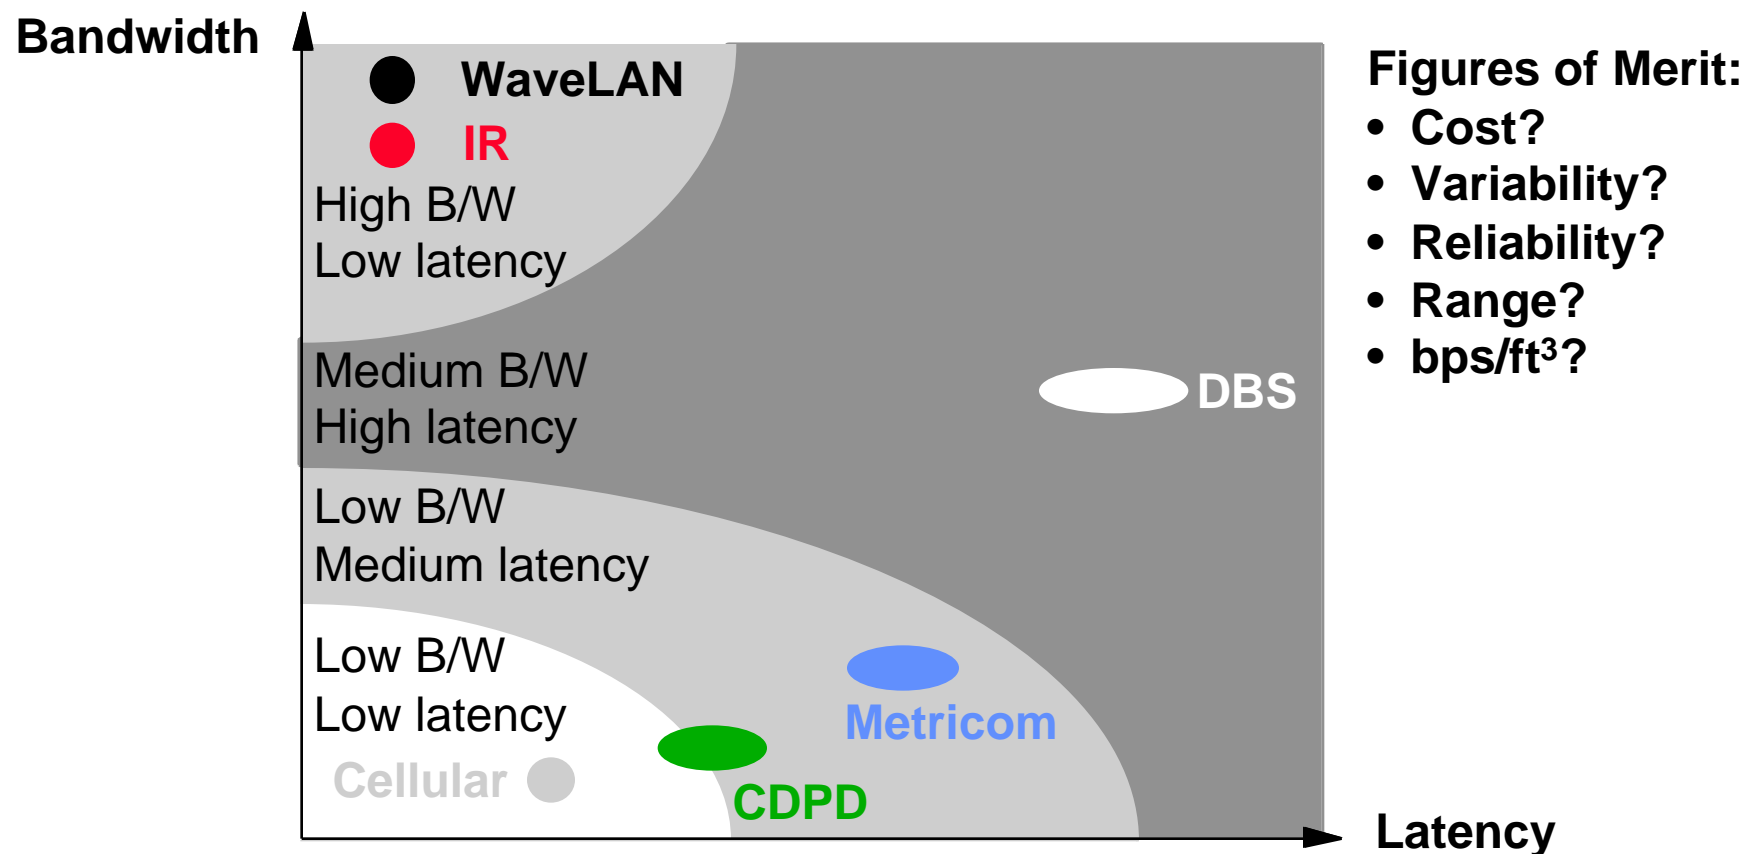 Bandwidth
WaveLAN
IR
High B/W
Low latency
Medium B/W
High latency
DBS
Low B/W
Medium latency
Low B/W
Low latency
Metricom
Cellular
CDPD
Latency
Figures of Merit:
• Cost?
• Variability?
• Reliability?
• Range?
• bps/ft³?